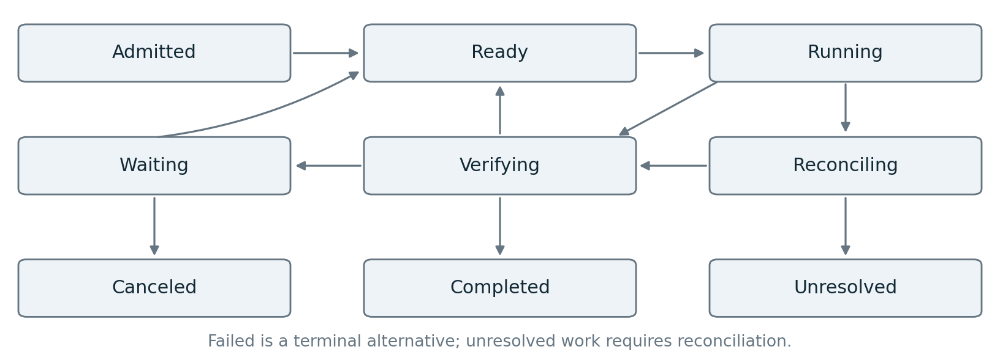 Admitted
Ready
Running
Waiting
Verifying
Reconciling
Canceled
Completed
Unresolved
Failed is a terminal alternative; unresolved work requires reconciliation.